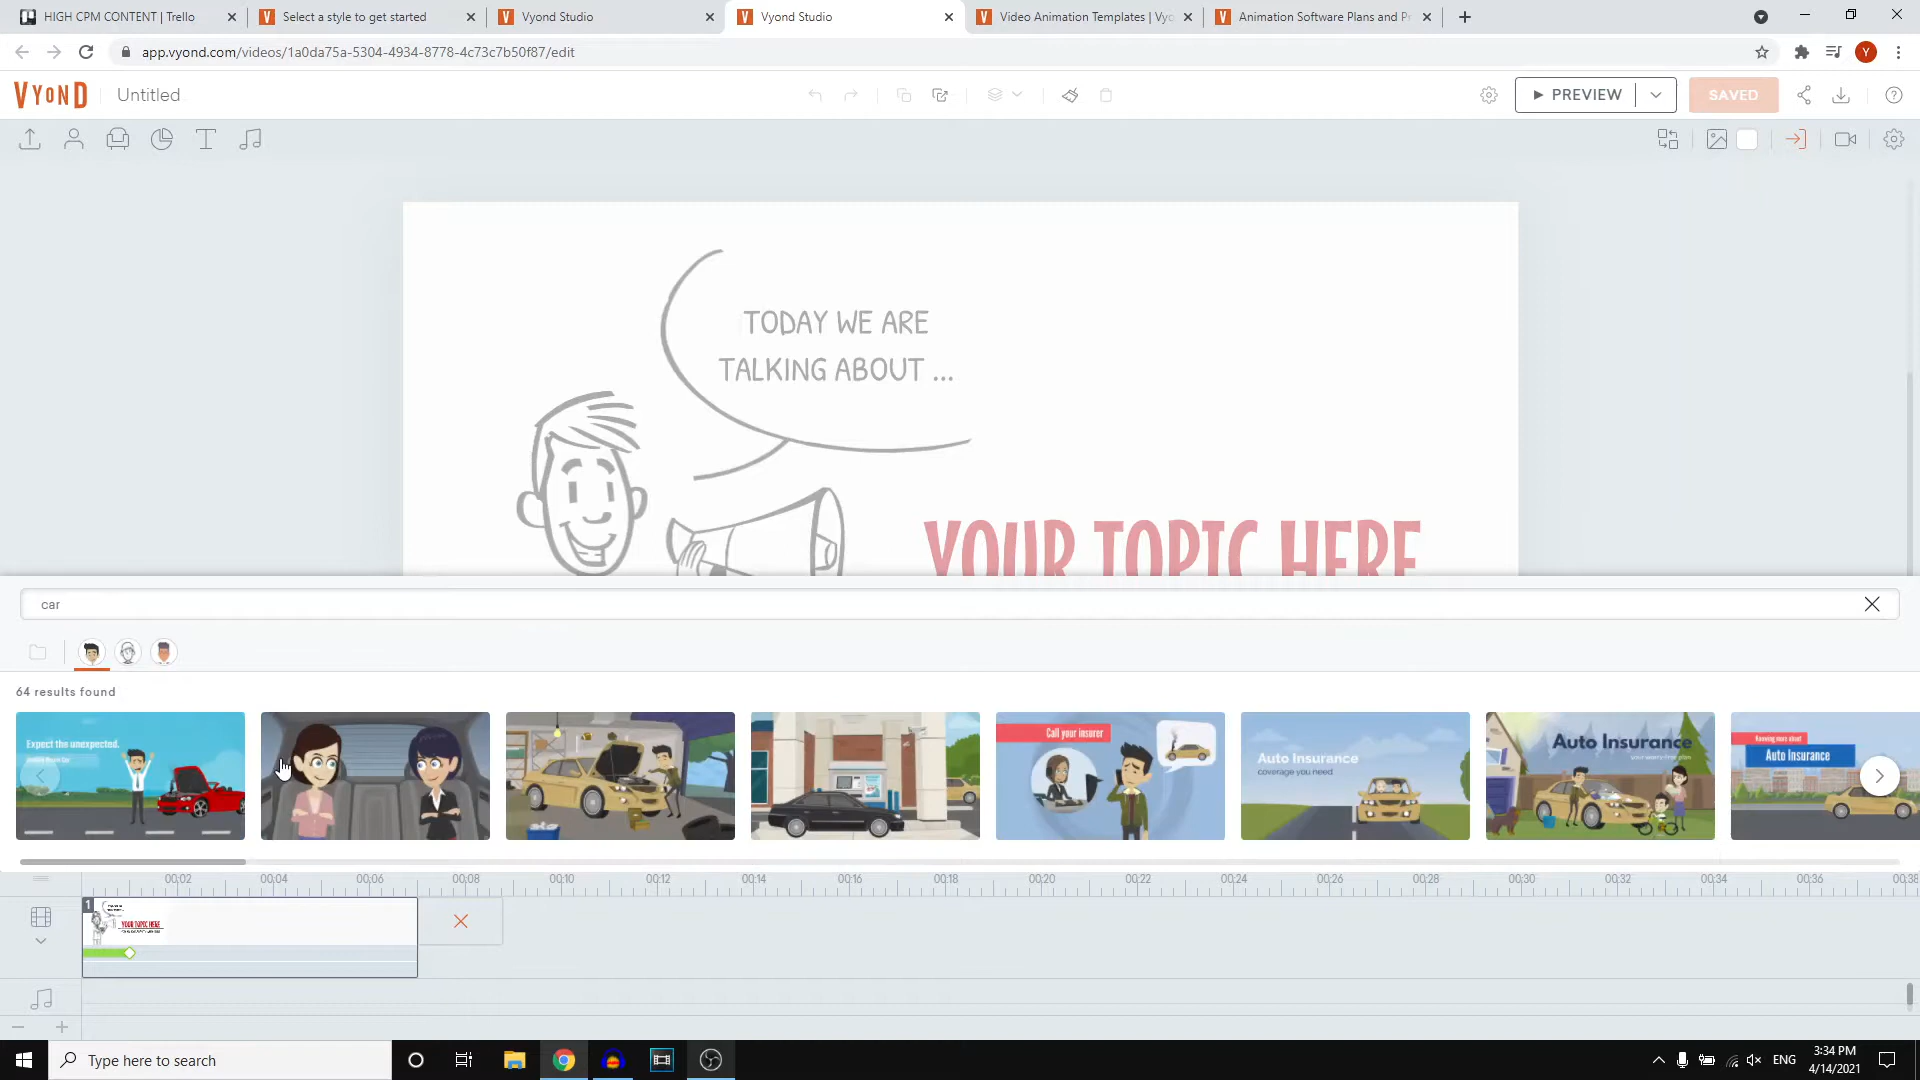 HIGH CPM CONTENT | Trello
Select a style to get started
Vyond Studio
Vyond Studio
Video Animation Templates | Vyo
Animation Software Plans and Pr
app.vyond.com/videos/1a0da75a-5304-4934-8778-4c73c7b50f87/edit
Y
VYOND
Untitled
PREVIEW
SAVED
TODAY WE ARE
TALKING ABOUT ...
YOUR TOPIC HERE
car
64 results found
Expect the unexpected.
Call your insurer
Auto Insurance
coverage you need
Auto Insurance
Knowing more about
Auto Insurance
00:02
00:04
00:06
00:08
00:10
00:12
00:14
00:16
00:18
00:20
00:22
00:24
00:26
00:28
00:30
00:32
00:34
00:36
00:38
1
YOUR TOPIC HERE
Type here to search
ENG
3:34 PM
4/14/2021